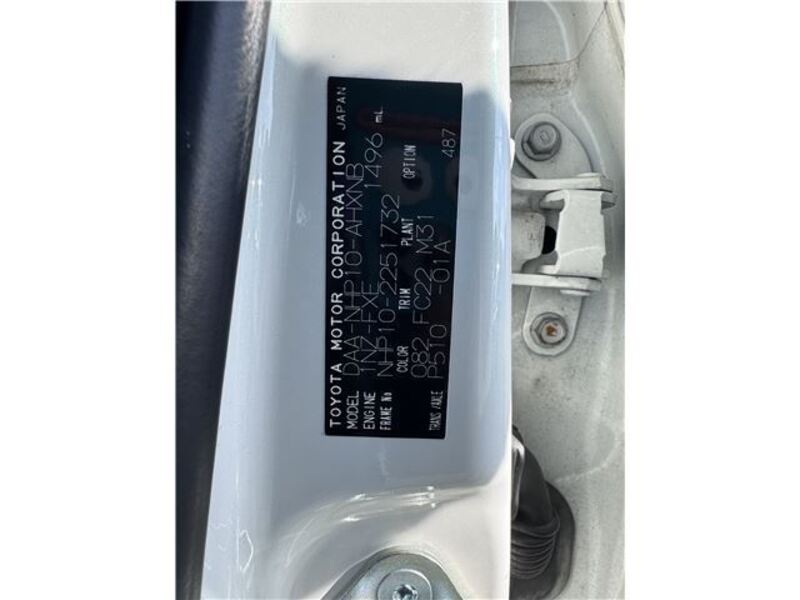 TOYOTA MOTOR CORPORATION JAPAN
MODEL DAA-NHP10-AHXNB
ENGINE 1NZ-FXE 1496 mL
FRAME No NHP10-2251732
COLOR TRIM PLANT OPTION
082 FC22 M31
TRANS/AXLE P510 -01A 487